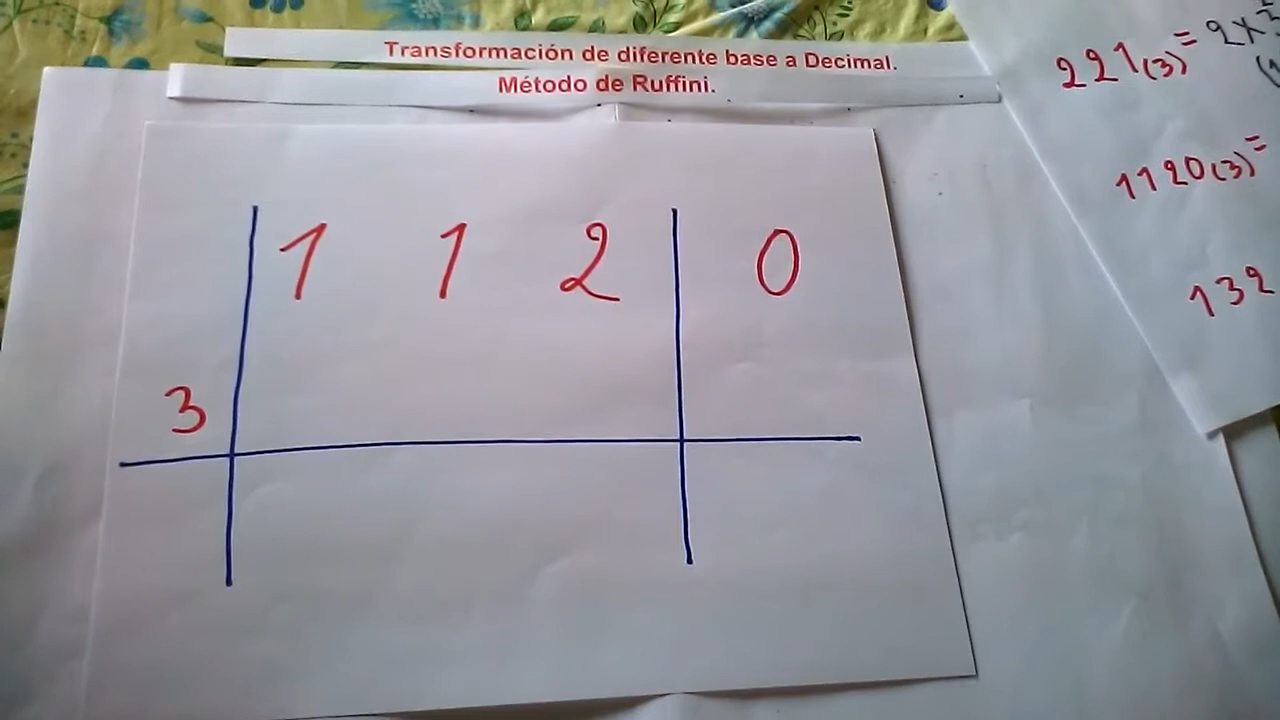 Transformación de diferente base a Decimal.
Método de Ruffini.
1 1 2 0
3
221(3) = 2x
1120(3) =
132